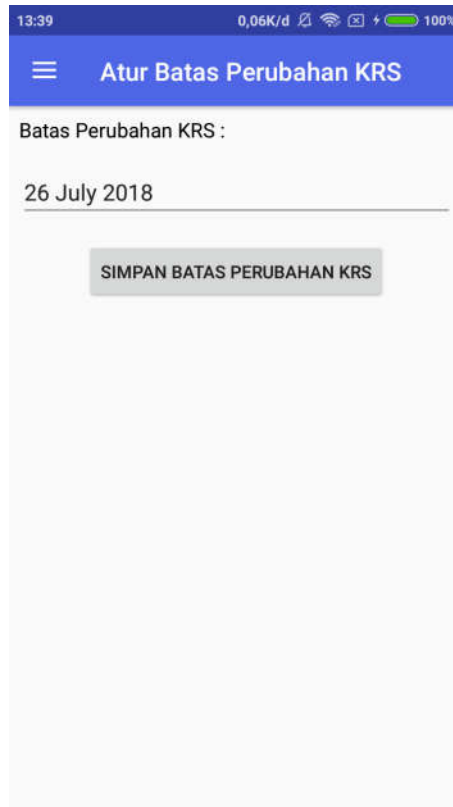 13:39 0,06K/d 100%
Atur Batas Perubahan KRS
Batas Perubahan KRS :
26 July 2018
SIMPAN BATAS PERUBAHAN KRS